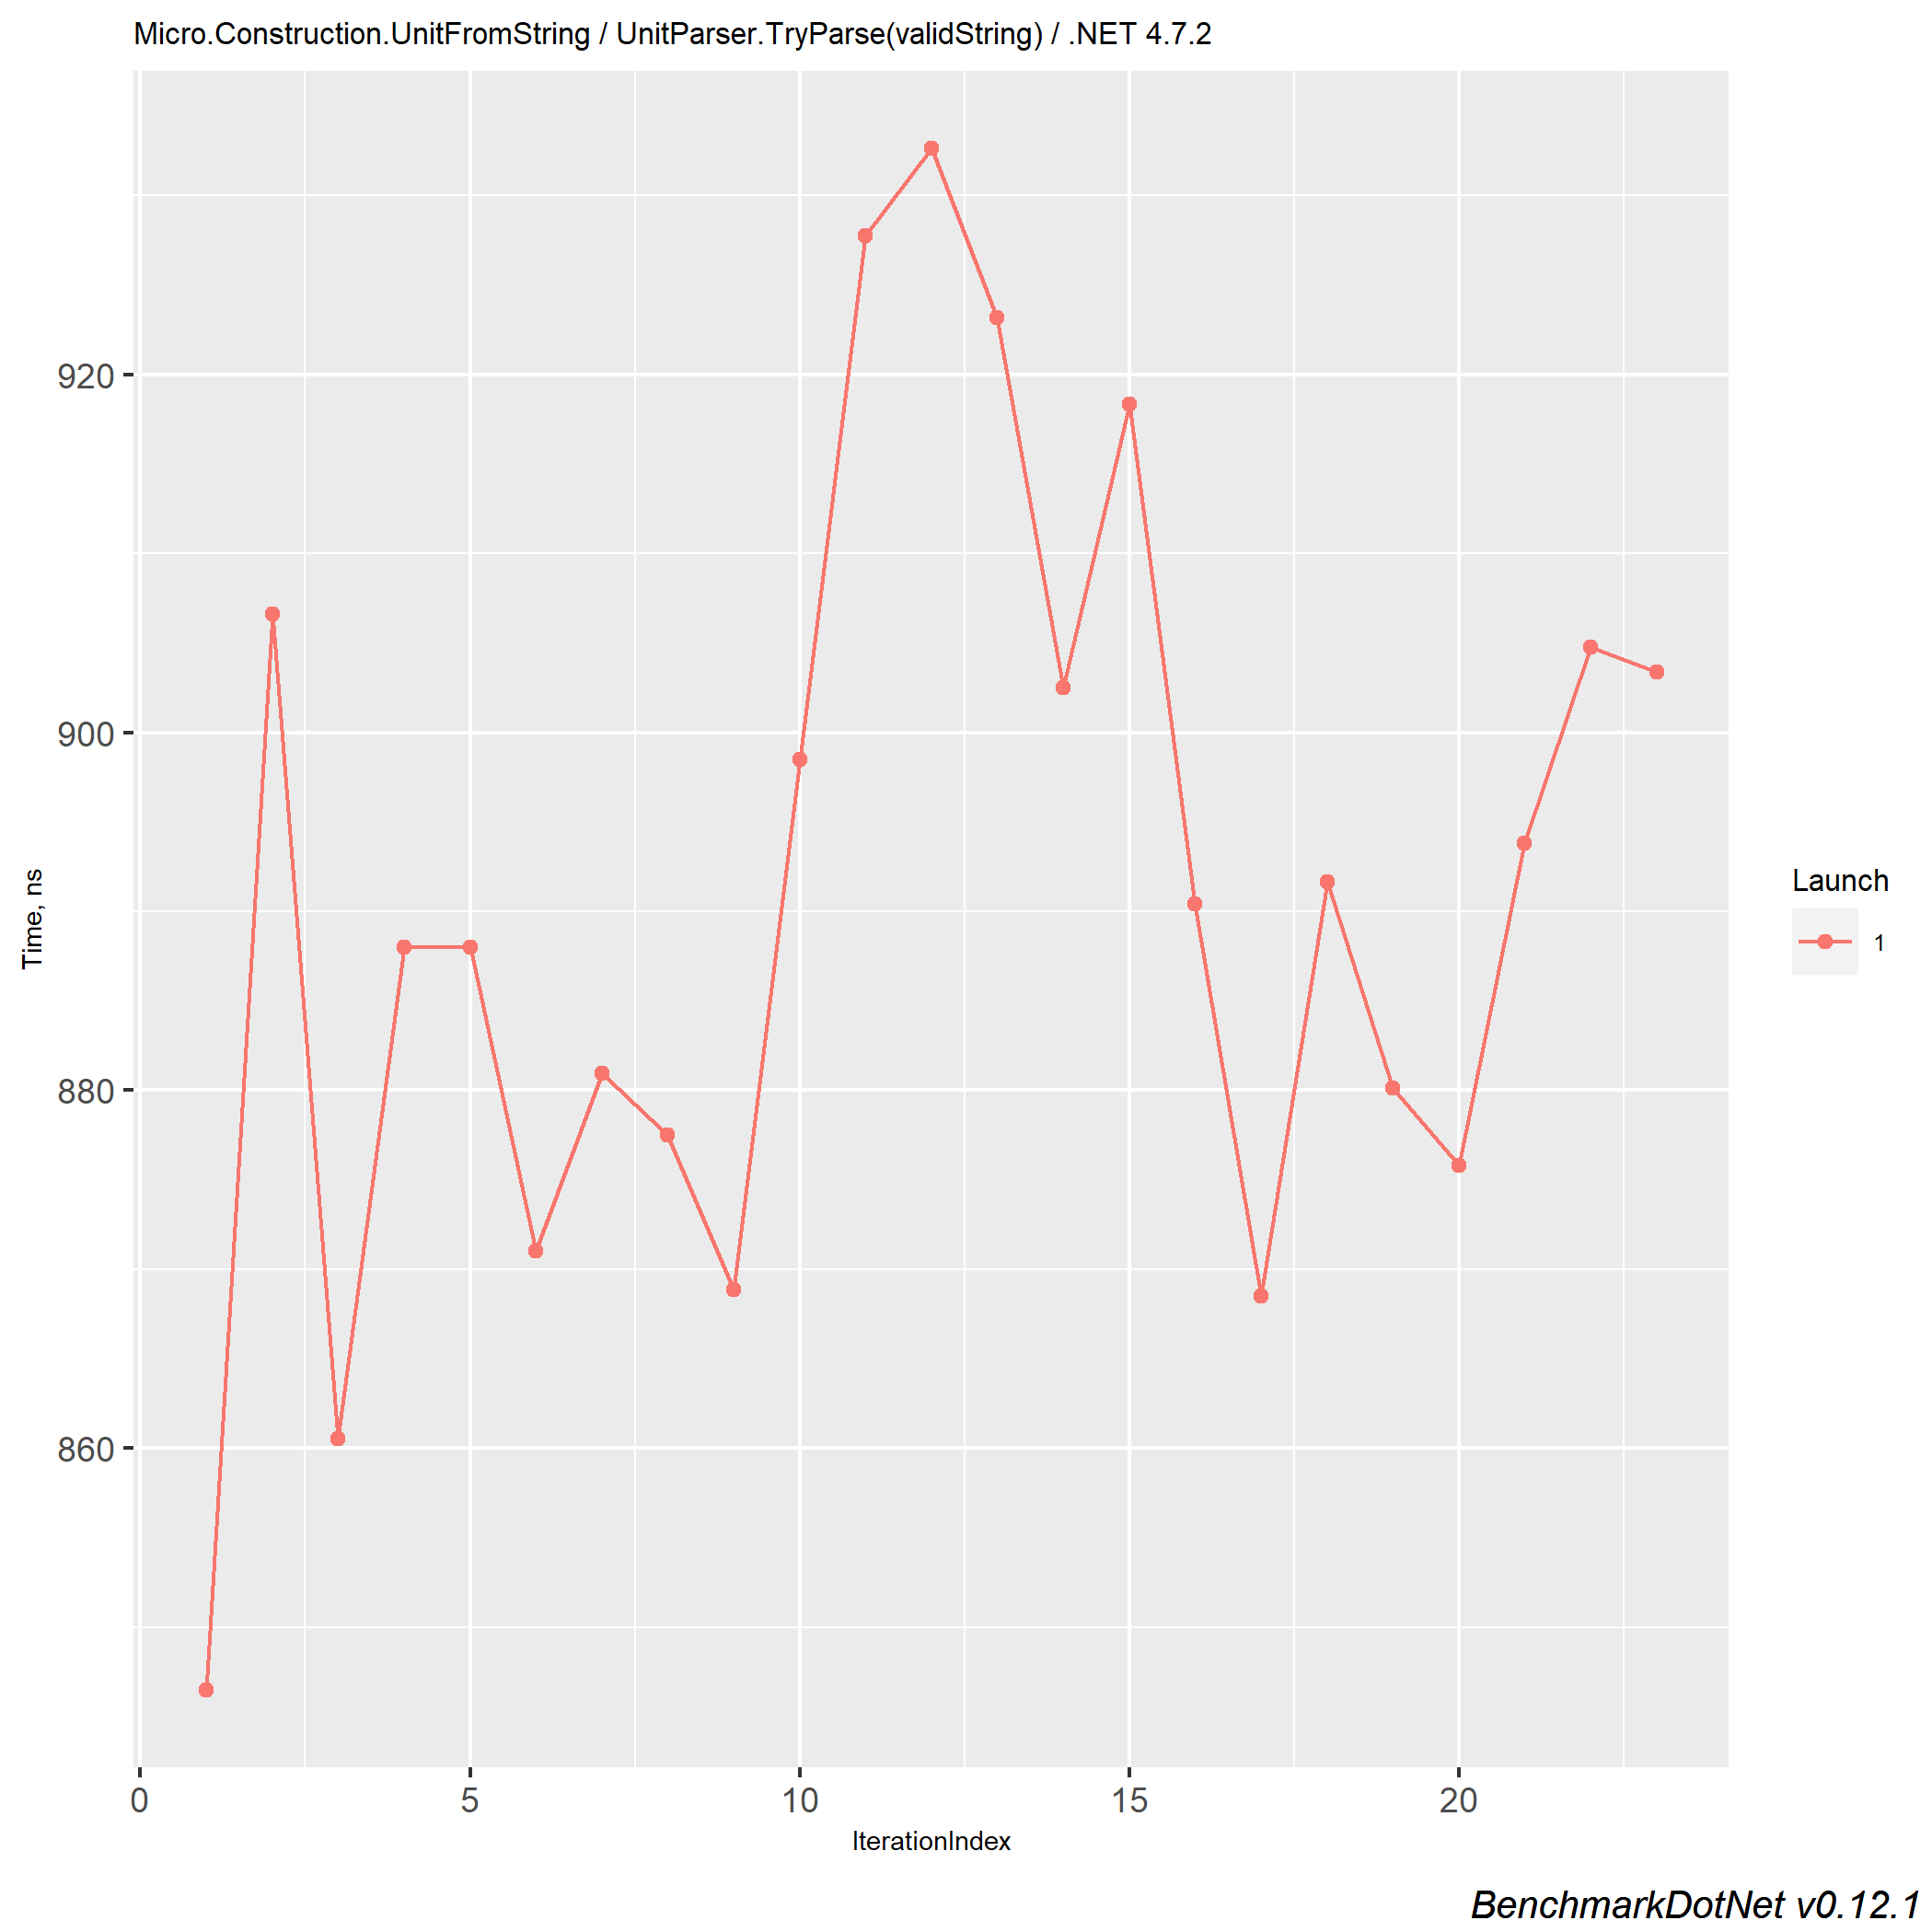 Micro.Construction.UnitFromString / UnitParser.TryParse(validString) / .NET 4.7.2
920
900
880
860
Time, ns
0 5 10 15 20
IterationIndex
Launch
1
BenchmarkDotNet v0.12.1